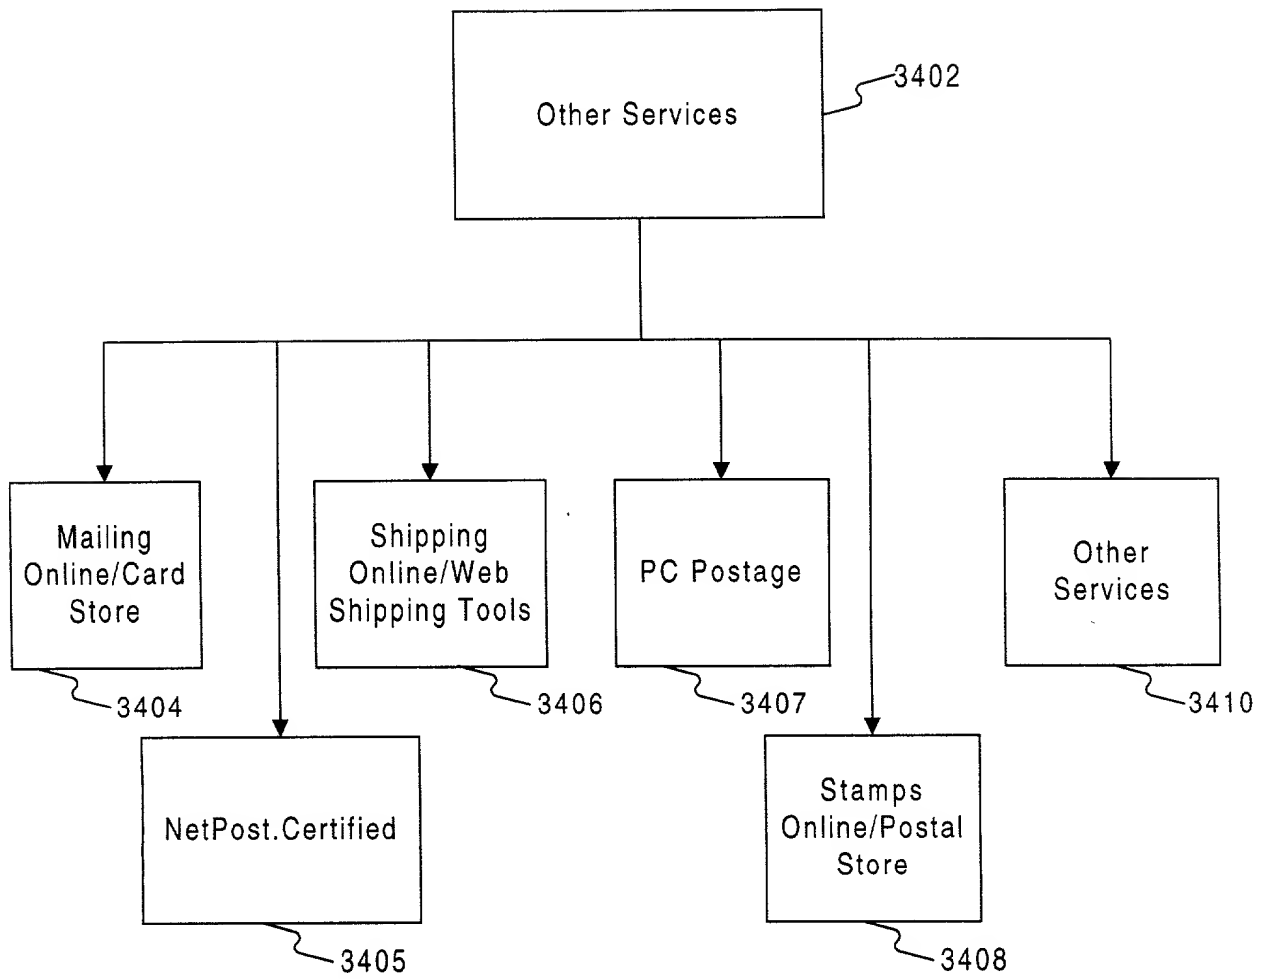 Other Services
3402
Mailing
Online/Card
Store
3404
Shipping
Online/Web
Shipping Tools
3406
PC Postage
3407
Other
Services
3410
NetPost.Certified
3405
Stamps
Online/Postal
Store
3408